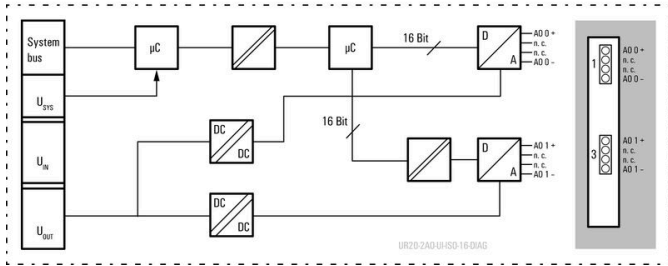 System
bus
U SYS
U IN
U OUT
µC
µC
16 Bit
16 Bit
D
A
AO 0 +
n. c.
n. c.
AO 0 –
DC
DC
DC
DC
D
A
AO 1 +
n. c.
n. c.
AO 1 –
UR20-2AO-UI-ISO-16-DIAG
1
AO 0 +
n. c.
n. c.
AO 0 –
3
AO 1 +
n. c.
n. c.
AO 1 –